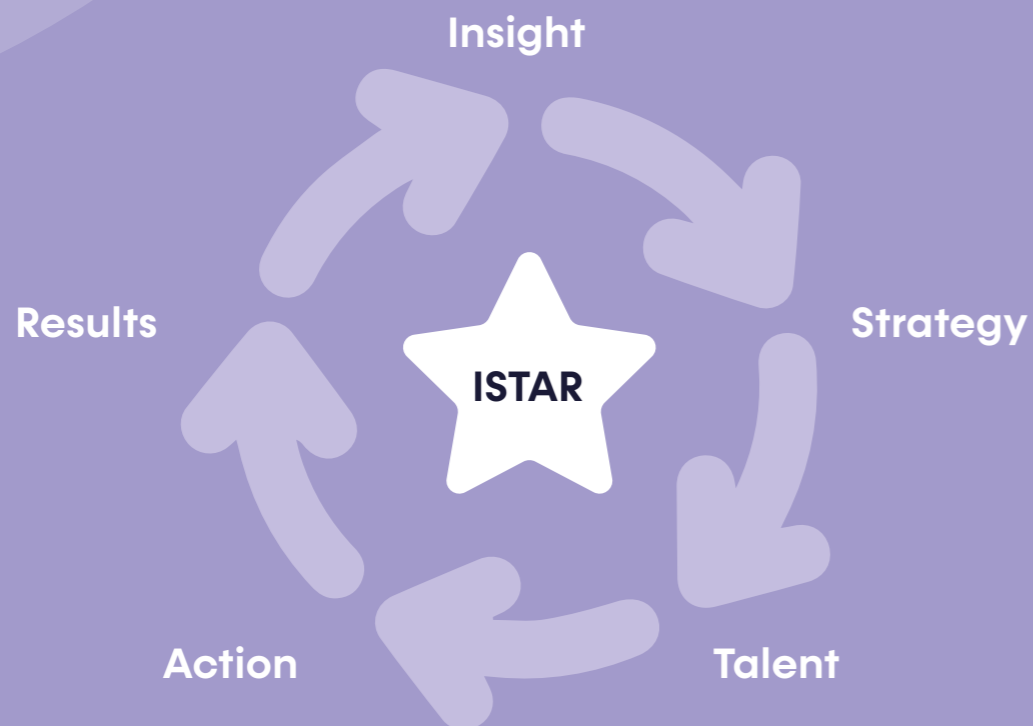 Insight
Strategy
Talent
Action
Results
ISTAR